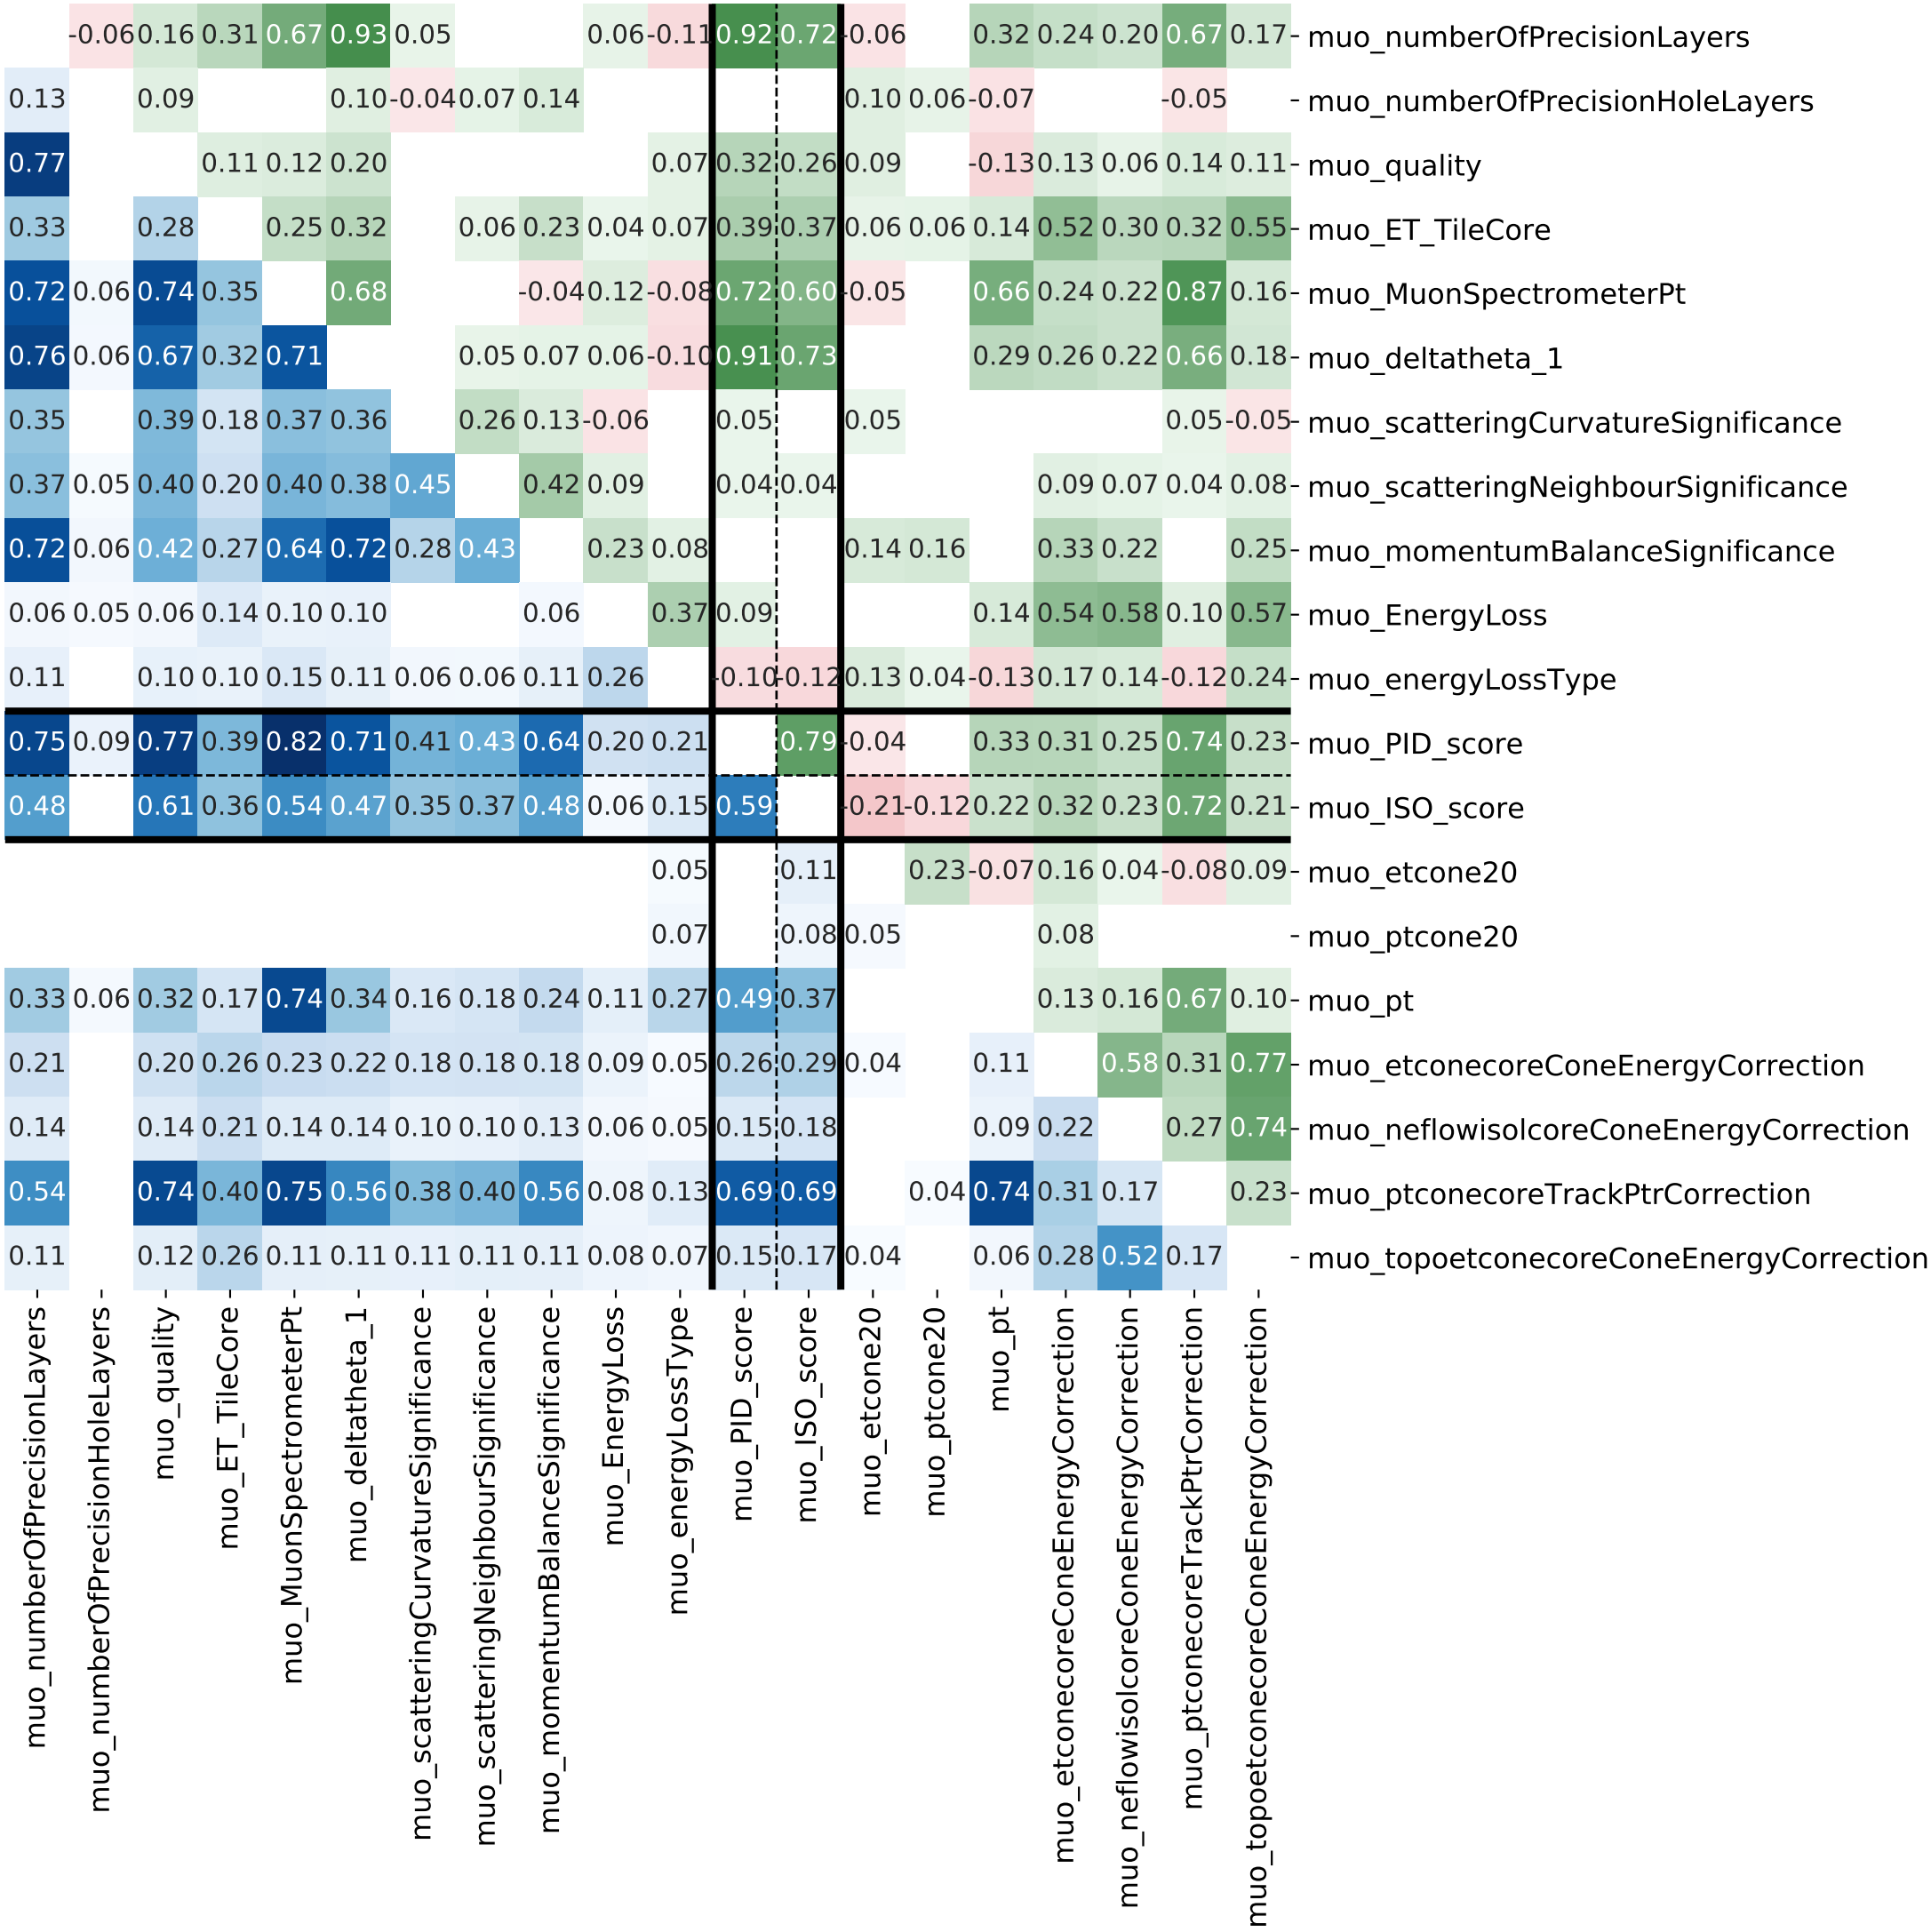 -0.06 0.16 0.31 0.67 0.93 0.05 0.06 -0.11 0.92 0.72 -0.06 0.32 0.24 0.20 0.67 0.17 muo_numberOfPrecisionLayers
0.13 0.09 0.10 -0.04 0.07 0.14 0.10 0.06 -0.07 -0.05 muo_numberOfPrecisionHoleLayers
0.77 0.11 0.12 0.20 0.07 0.32 0.26 0.09 -0.13 0.13 0.06 0.14 0.11 muo_quality
0.33 0.28 0.25 0.32 0.06 0.23 0.04 0.07 0.39 0.37 0.06 0.06 0.14 0.52 0.30 0.32 0.55 muo_ET_TileCore
0.72 0.06 0.74 0.35 0.68 -0.04 0.12 -0.08 0.72 0.60 -0.05 0.66 0.24 0.22 0.87 0.16 muo_MuonSpectrometerPt
0.76 0.06 0.67 0.32 0.71 0.05 0.07 0.06 -0.10 0.91 0.73 0.29 0.26 0.22 0.66 0.18 muo_deltatheta_1
0.35 0.39 0.18 0.37 0.36 0.26 0.13 -0.06 0.05 0.05 0.05 -0.05 muo_scatteringCurvatureSignificance
0.37 0.05 0.40 0.20 0.40 0.38 0.45 0.42 0.09 0.04 0.04 0.09 0.07 0.04 0.08 muo_scatteringNeighbourSignificance
0.72 0.06 0.42 0.27 0.64 0.72 0.28 0.43 0.23 0.08 0.14 0.16 0.33 0.22 0.25 muo_momentumBalanceSignificance
0.06 0.05 0.06 0.14 0.10 0.10 0.06 0.37 0.09 0.14 0.54 0.58 0.10 0.57 muo_EnergyLoss
0.11 0.10 0.10 0.15 0.11 0.06 0.06 0.11 0.26 -0.10 -0.12 0.13 0.04 -0.13 0.17 0.14 -0.12 0.24 muo_energyLossType
0.75 0.09 0.77 0.39 0.82 0.71 0.41 0.43 0.64 0.20 0.21 0.79 -0.04 0.33 0.31 0.25 0.74 0.23 muo_PID_score
0.48 0.61 0.36 0.54 0.47 0.35 0.37 0.48 0.06 0.15 0.59 -0.21 -0.12 0.22 0.32 0.23 0.72 0.21 muo_ISO_score
0.05 0.11 0.23 -0.07 0.16 0.04 -0.08 0.09 muo_etcone20
0.07 0.08 0.05 0.08 muo_ptcone20
0.33 0.06 0.32 0.17 0.74 0.34 0.16 0.18 0.24 0.11 0.27 0.49 0.37 0.13 0.16 0.67 0.10 muo_pt
0.21 0.20 0.26 0.23 0.22 0.18 0.18 0.18 0.09 0.05 0.26 0.29 0.04 0.11 0.58 0.31 0.77 muo_etconecoreConeEnergyCorrection
0.14 0.14 0.21 0.14 0.14 0.10 0.10 0.13 0.06 0.05 0.15 0.18 0.09 0.22 0.27 0.74 muo_neflowisolcoreConeEnergyCorrection
0.54 0.74 0.40 0.75 0.56 0.38 0.40 0.56 0.08 0.13 0.69 0.69 0.04 0.74 0.31 0.17 0.23 muo_ptconecoreTrackPtrCorrection
0.11 0.12 0.26 0.11 0.11 0.11 0.11 0.11 0.08 0.07 0.15 0.17 0.04 0.06 0.28 0.52 0.17 muo_topoetconecoreConeEnergyCorrection
muo_numberOfPrecisionLayers
muo_numberOfPrecisionHoleLayers
muo_quality
muo_ET_TileCore
muo_MuonSpectrometerPt
muo_deltatheta_1
muo_scatteringCurvatureSignificance
muo_scatteringNeighbourSignificance
muo_momentumBalanceSignificance
muo_EnergyLoss
muo_energyLossType
muo_PID_score
muo_ISO_score
muo_etcone20
muo_ptcone20
muo_pt
muo_etconecoreConeEnergyCorrection
muo_neflowisolcoreConeEnergyCorrection
muo_ptconecoreTrackPtrCorrection
muo_topoetconecoreConeEnergyCorrection